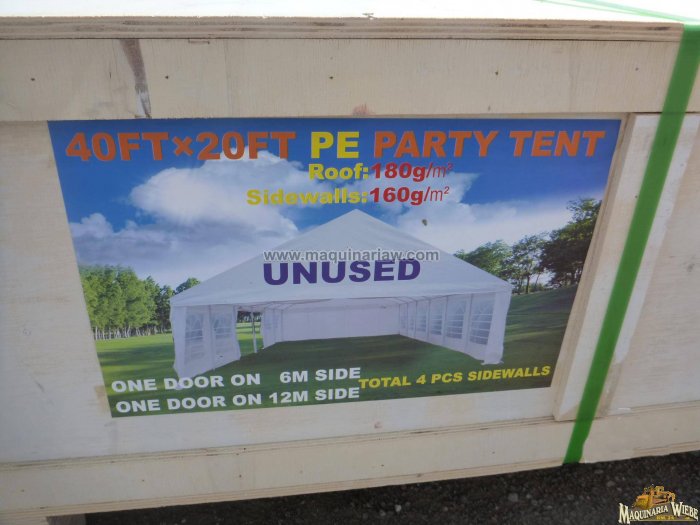 40FT×20FT PE PARTY TENT
Roof:180g/m²
Sidewalls:160g/m²
www.maquinariaw.com
UNUSED
ONE DOOR ON 6M SIDE
ONE DOOR ON 12M SIDE
TOTAL 4 PCS SIDEWALLS
MAQUINARIA WIEBE